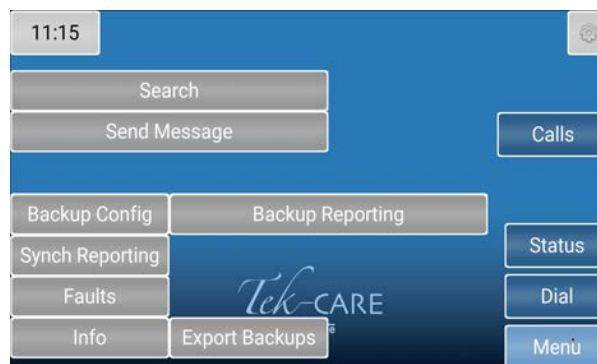 11:15
Search
Send Message
Calls
Backup Config
Backup Reporting
Synch Reporting
Status
Faults
Tek-CARE
Dial
Info
Export Backups
Menu